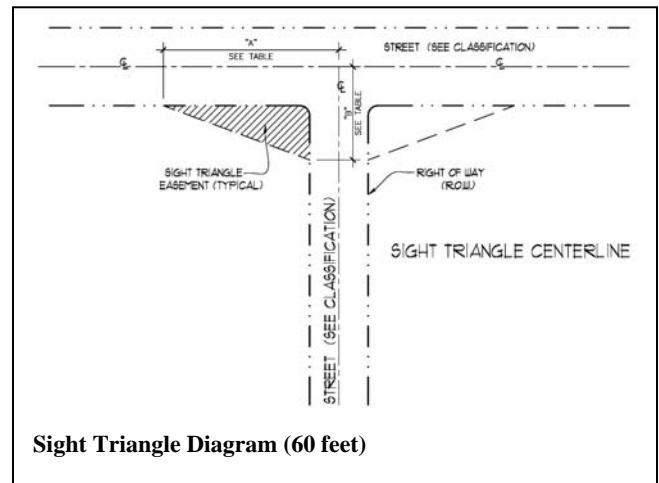 "A"
SEE TABLE
STREET (SEE CLASSIFICATION)
℄
℄
℄
"B"
SEE TABLE
SIGHT TRIANGLE
EASEMENT (TYPICAL)
RIGHT OF WAY
(R.O.W.)
STREET (SEE CLASSIFICATION)
SIGHT TRIANGLE CENTERLINE
Sight Triangle Diagram (60 feet)